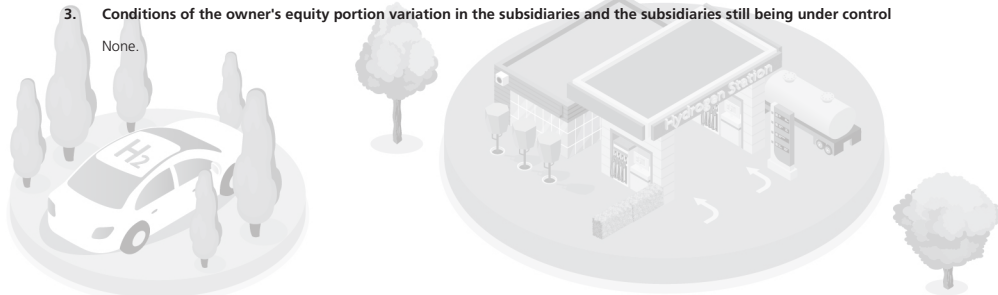 3. Conditions of the owner's equity portion variation in the subsidiaries and the subsidiaries still being under control
None.
Hydrogen Station
H2